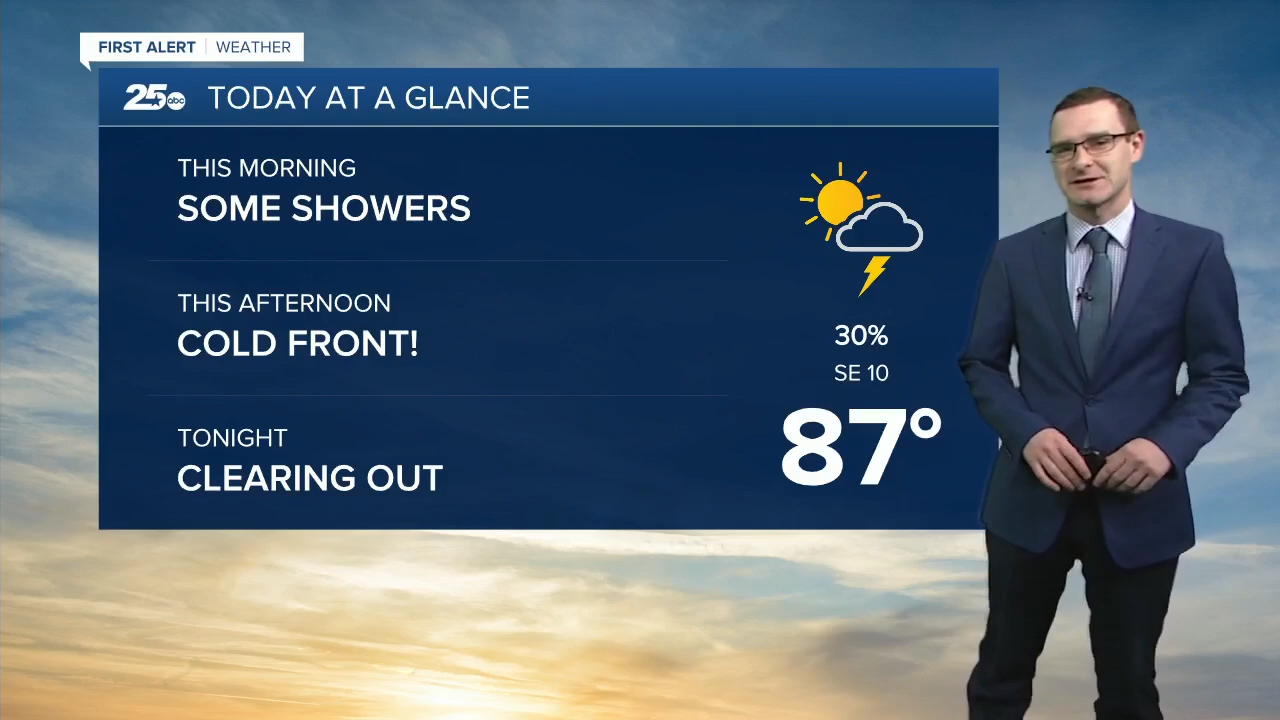 FIRST ALERT | WEATHER
25 abc TODAY AT A GLANCE
THIS MORNING
SOME SHOWERS
THIS AFTERNOON
COLD FRONT!
TONIGHT
CLEARING OUT
30%
SE 10
87°